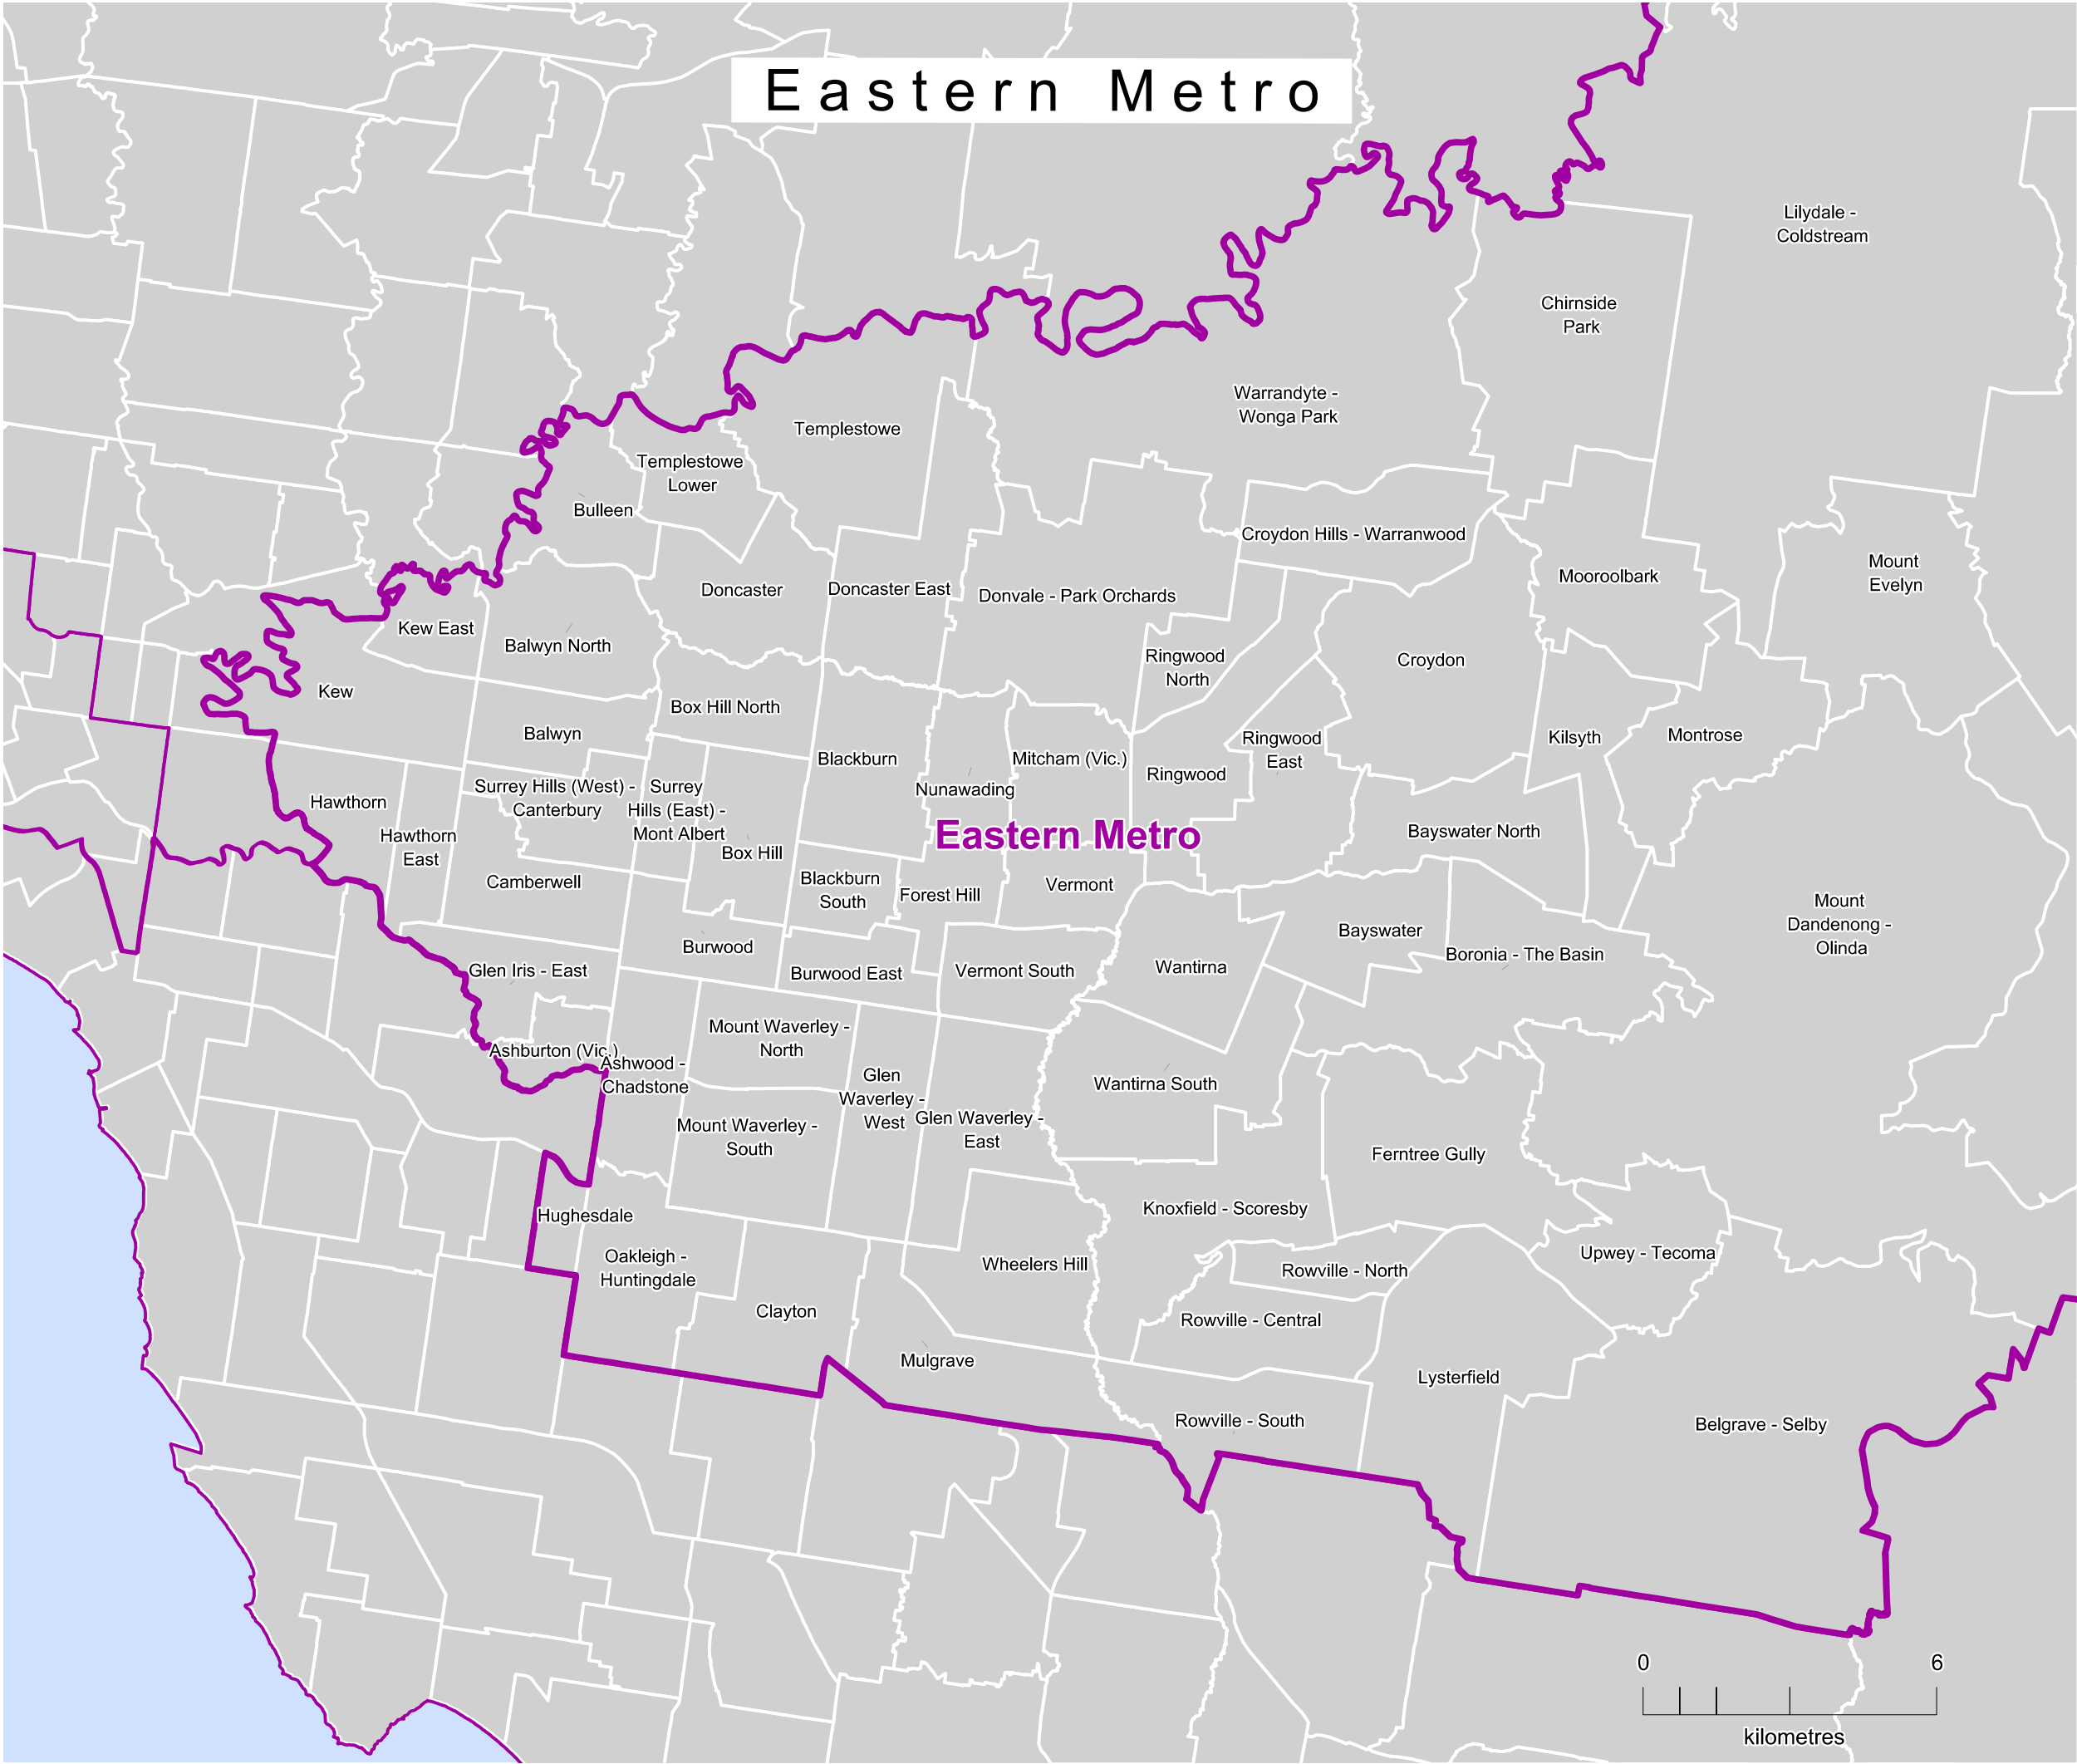 Eastern Metro
Lilydale -
Coldstream
Chirnside
Park
Warrandyte -
Wonga Park
Templestowe
Templestowe
Lower
Bulleen
Croydon Hills - Warranwood
Mooroolbark
Mount
Evelyn
Doncaster
Doncaster East
Donvale - Park Orchards
Kew East
Balwyn North
Ringwood
North
Croydon
Kew
Box Hill North
Balwyn
Blackburn
Mitcham (Vic.)
Ringwood
Ringwood
East
Kilsyth
Montrose
Nunawading
Surrey Hills (West) -
Canterbury
Surrey
Hills (East) -
Mont Albert
Hawthorn
Hawthorn
East
Eastern Metro
Bayswater North
Box Hill
Camberwell
Blackburn
South
Forest Hill
Vermont
Mount
Dandenong -
Olinda
Bayswater
Boronia - The Basin
Burwood
Glen Iris - East
Burwood East
Vermont South
Wantirna
Mount Waverley -
North
Ashburton (Vic.)
Ashwood -
Chadstone
Glen
Waverley -
West
Wantirna South
Glen Waverley -
East
Mount Waverley -
South
Ferntree Gully
Hughesdale
Knoxfield - Scoresby
Oakleigh -
Huntingdale
Wheelers Hill
Rowville - North
Upwey - Tecoma
Clayton
Rowville - Central
Mulgrave
Lysterfield
Rowville - South
Belgrave - Selby
0 6
kilometres